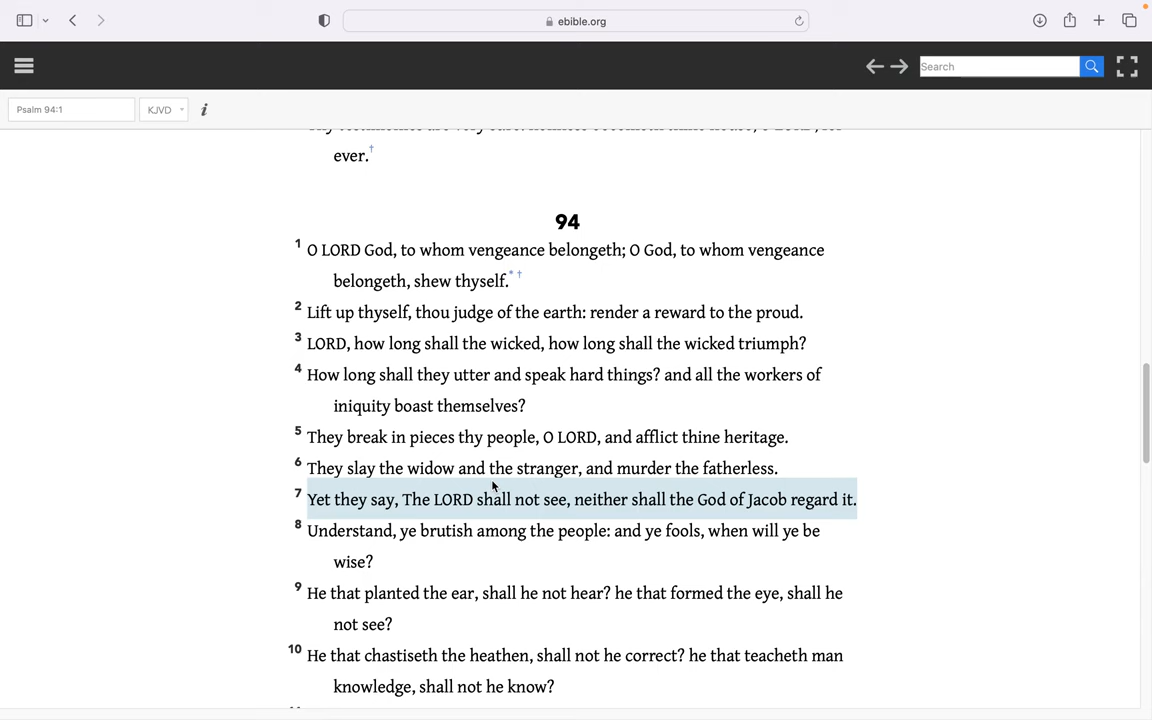 ebible.org
Search
Psalm 94:1 KJVD i
ever.†
94
1 O LORD God, to whom vengeance belongeth; O God, to whom vengeance
belongeth, shew thyself.* †
2 Lift up thyself, thou judge of the earth: render a reward to the proud.
3 LORD, how long shall the wicked, how long shall the wicked triumph?
4 How long shall they utter and speak hard things? and all the workers of
iniquity boast themselves?
5 They break in pieces thy people, O LORD, and afflict thine heritage.
6 They slay the widow and the stranger, and murder the fatherless.
7 Yet they say, The LORD shall not see, neither shall the God of Jacob regard it.
8 Understand, ye brutish among the people: and ye fools, when will ye be
wise?
9 He that planted the ear, shall he not hear? he that formed the eye, shall he
not see?
10 He that chastiseth the heathen, shall not he correct? he that teacheth man
knowledge, shall not he know?